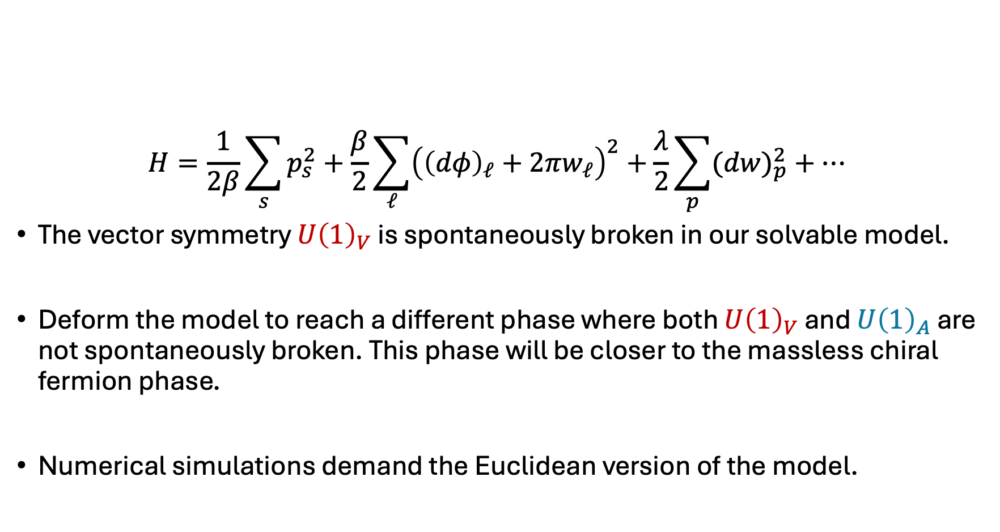 H = \frac{1}{2\beta} \sum_{s} p_s^2 + \frac{\beta}{2} \sum_{\ell} \left( (d\phi)_\ell + 2\pi w_\ell \right)^2 + \frac{\lambda}{2} \sum_{p} (dw)_p^2 + \cdots
• The vector symmetry U(1)_V is spontaneously broken in our solvable model.
• Deform the model to reach a different phase where both U(1)_V and U(1)_A are
not spontaneously broken. This phase will be closer to the massless chiral
fermion phase.
• Numerical simulations demand the Euclidean version of the model.